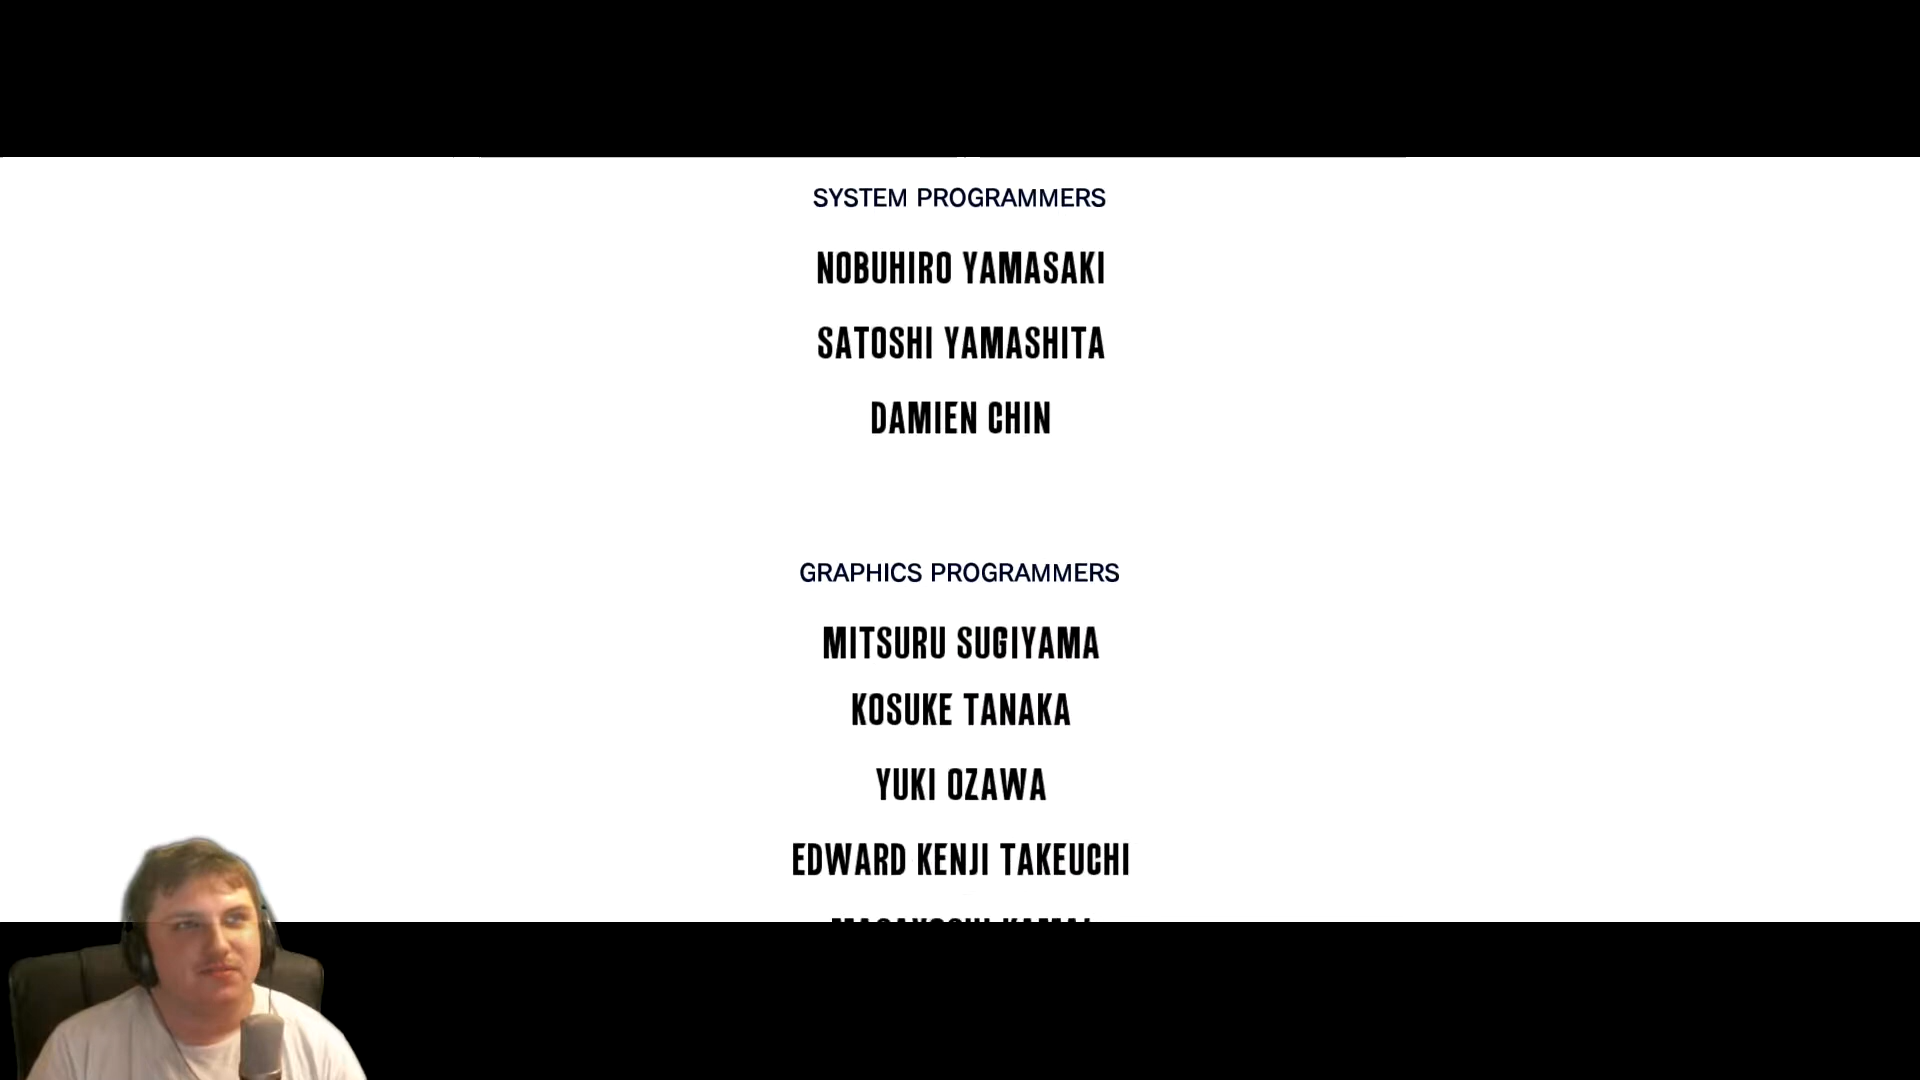 SYSTEM PROGRAMMERS
NOBUHIRO YAMASAKI
SATOSHI YAMASHITA
DAMIEN CHIN
GRAPHICS PROGRAMMERS
MITSURU SUGIYAMA
KOSUKE TANAKA
YUKI OZAWA
EDWARD KENJI TAKEUCHI